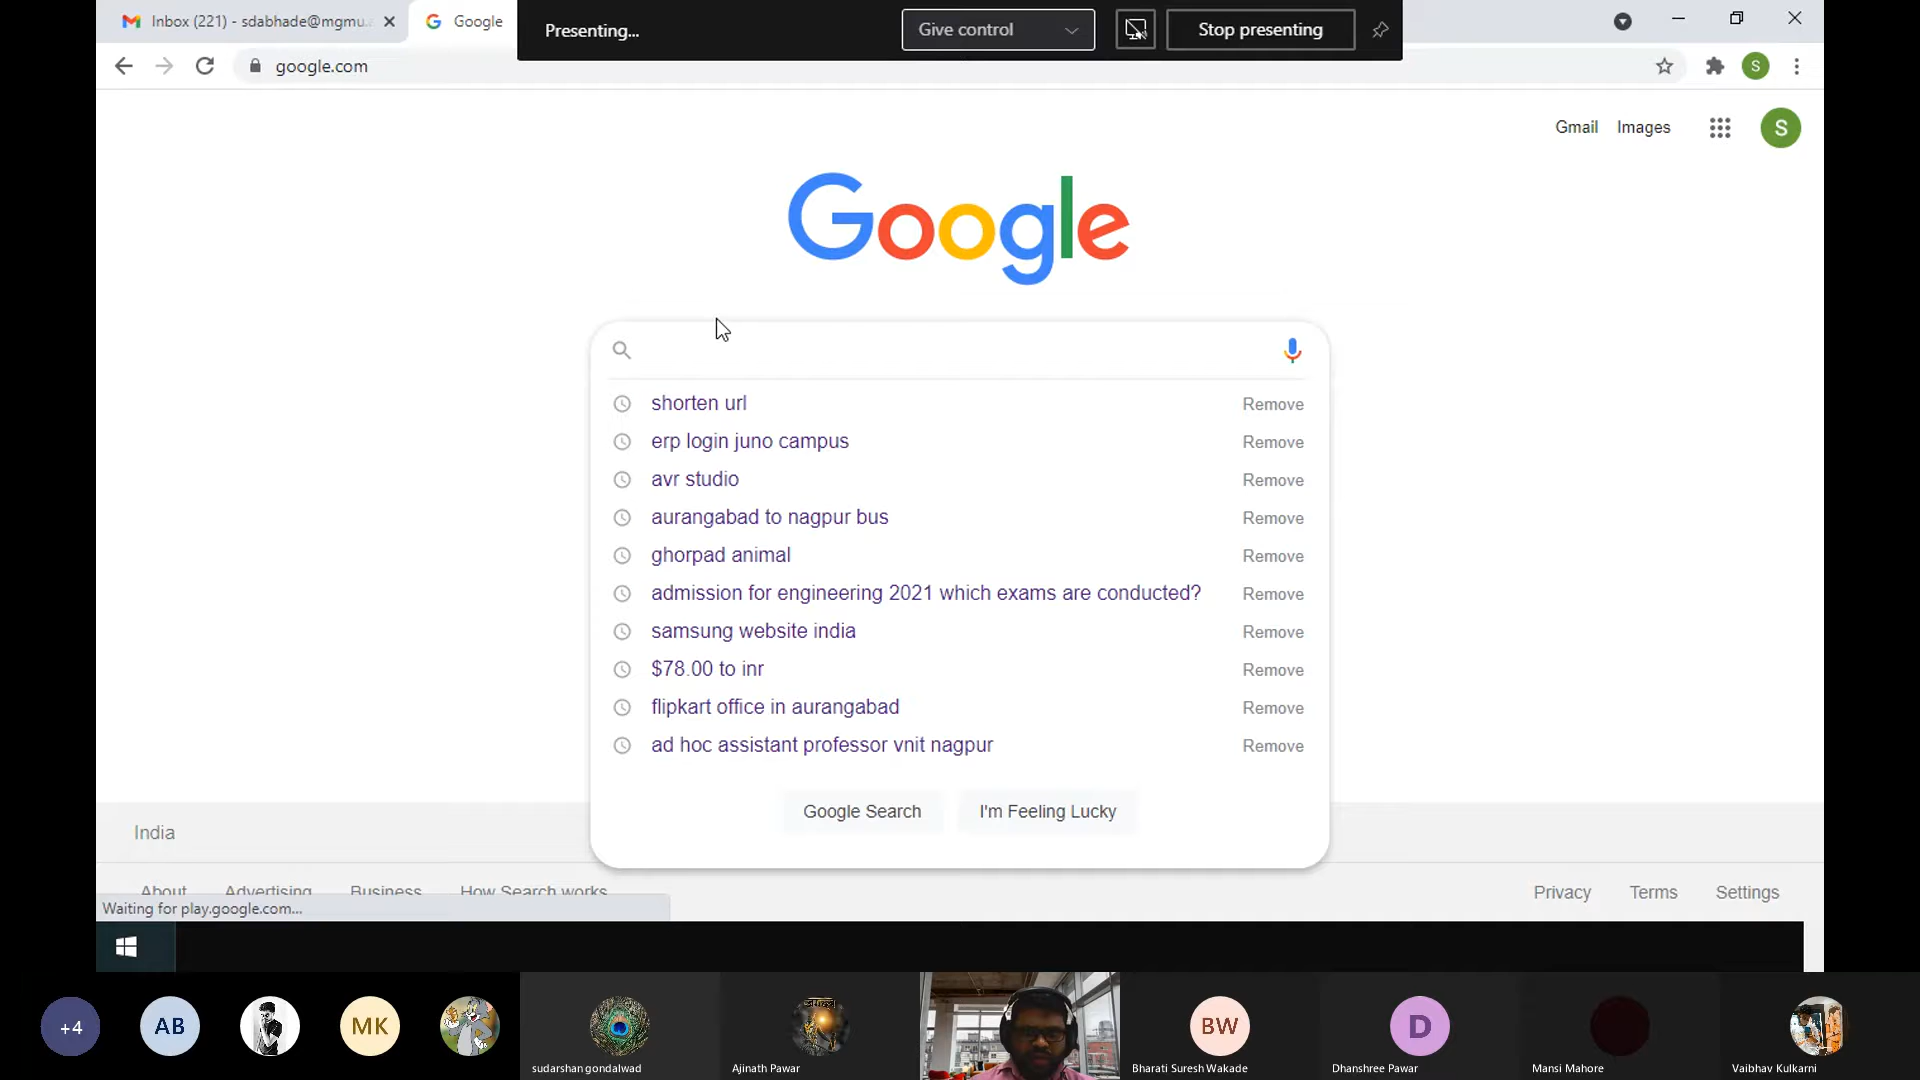 Inbox (221) - sdabhade@mgmu.
Google
Presenting...
Give control
Stop presenting
google.com
S
Gmail
Images
S
Google
shorten url
Remove
erp login juno campus
Remove
avr studio
Remove
aurangabad to nagpur bus
Remove
ghorpad animal
Remove
admission for engineering 2021 which exams are conducted?
Remove
samsung website india
Remove
$78.00 to inr
Remove
flipkart office in aurangabad
Remove
ad hoc assistant professor vnit nagpur
Remove
Google Search
I'm Feeling Lucky
India
About
Advertising
Business
How Search works
Privacy
Terms
Settings
Waiting for play.google.com...
+4
AB
MK
BW
D
sudarshan gondalwad
Ajinath Pawar
Bharati Suresh Wakade
Dhanshree Pawar
Mansi Mahore
Vaibhav Kulkarni